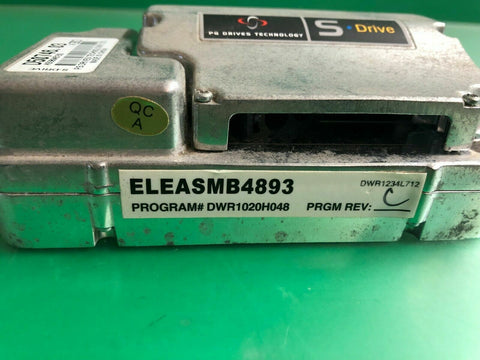 PG DRIVES TECHNOLOGY
S Drive
QC
A
ELEASMB4893
DWR1234L712
PROGRAM# DWR1020H048 PRGM REV: C